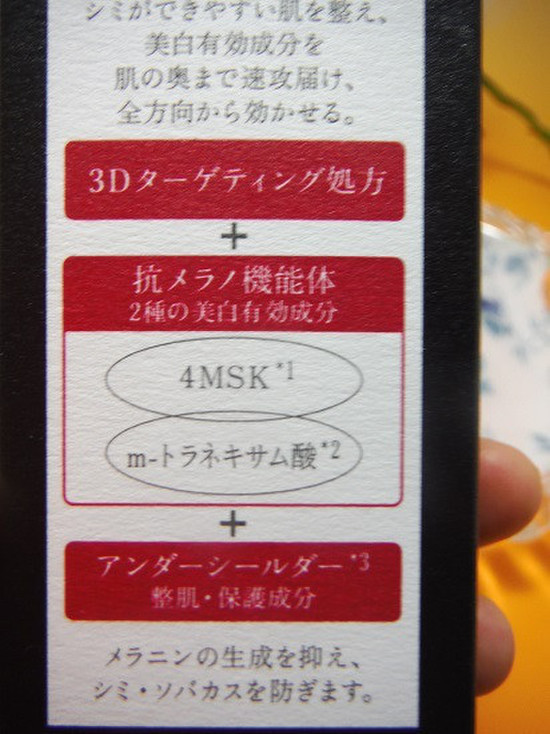 シミができやすい肌を整え、
美白有効成分を
肌の奥まで速攻届け、
全方向から効かせる。
3Dターゲティング処方
+
抗メラノ機能体
2種の美白有効成分
4MSK*1
m-トラネキサム酸*2
+
アンダーシールダー*3
整肌・保護成分
メラニンの生成を抑え、
シミ・ソバカスを防ぎます。